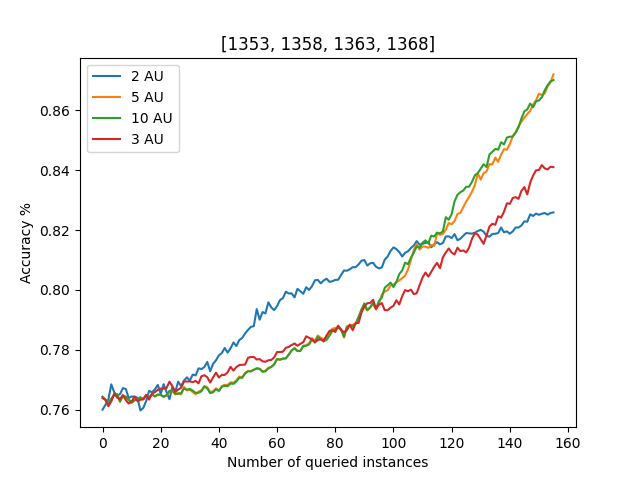 [1353, 1358, 1363, 1368]
2 AU
5 AU
10 AU
3 AU
0.86
0.84
0.82
0.80
0.78
0.76
Accuracy %
0 20 40 60 80 100 120 140 160
Number of queried instances